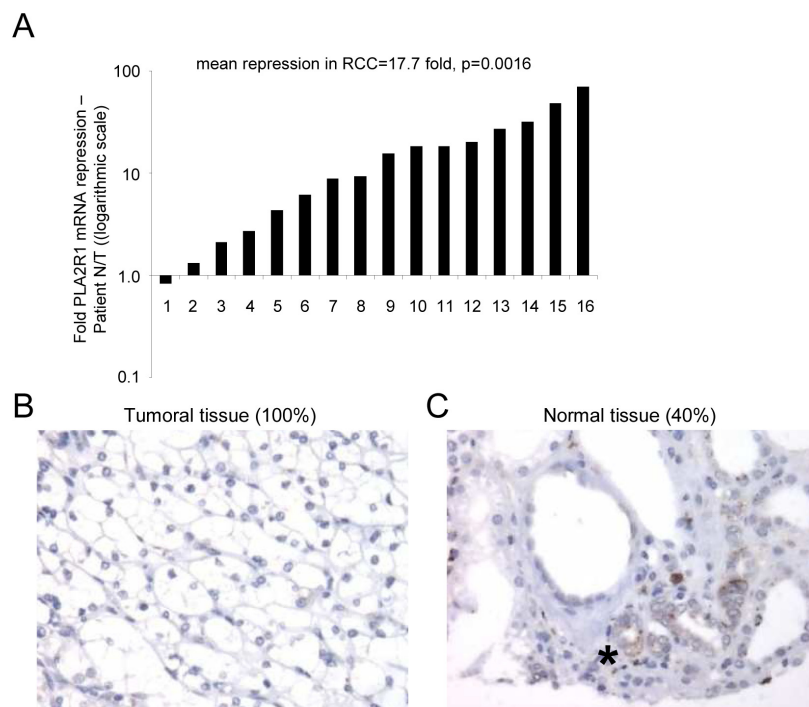 A
mean repression in RCC=17.7 fold, p=0.0016
Fold PLA2R1 mRNA repression –
Patient N/T ((logarithmic scale)
100
10
1.0
0.1
1 2 3 4 5 6 7 8 9 10 11 12 13 14 15 16
B
Tumoral tissue (100%)
C
Normal tissue (40%)
*